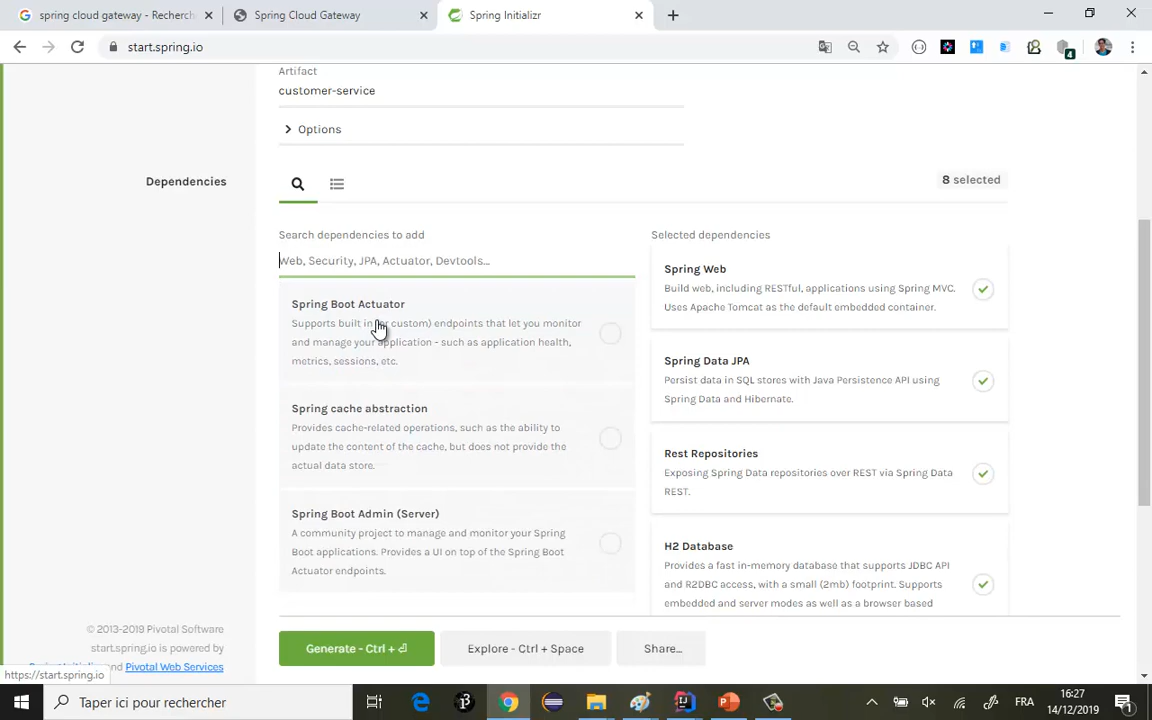 spring cloud gateway - Recherch
Spring Cloud Gateway
Spring Initializr
start.spring.io
4
Artifact
customer-service
Options
Dependencies
8 selected
Search dependencies to add
Web, Security, JPA, Actuator, Devtools...
Spring Boot Actuator
Supports built in (or custom) endpoints that let you monitor
and manage your application - such as application health,
metrics, sessions, etc.
Spring cache abstraction
Provides cache-related operations, such as the ability to
update the content of the cache, but does not provide the
actual data store.
Spring Boot Admin (Server)
A community project to manage and monitor your Spring
Boot applications. Provides a UI on top of the Spring Boot
Actuator endpoints.
Selected dependencies
Spring Web
Build web, including RESTful, applications using Spring MVC.
Uses Apache Tomcat as the default embedded container.
Spring Data JPA
Persist data in SQL stores with Java Persistence API using
Spring Data and Hibernate.
Rest Repositories
Exposing Spring Data repositories over REST via Spring Data
REST.
H2 Database
Provides a fast in-memory database that supports JDBC API
and R2DBC access, with a small (2mb) footprint. Supports
embedded and server modes as well as a browser based
© 2013-2019 Pivotal Software
start.spring.io is powered by
and Pivotal Web Services
https://start.spring.io
Generate - Ctrl + ⏎
Explore - Ctrl + Space
Share...
Taper ici pour rechercher
FRA
16:27
14/12/2019
1